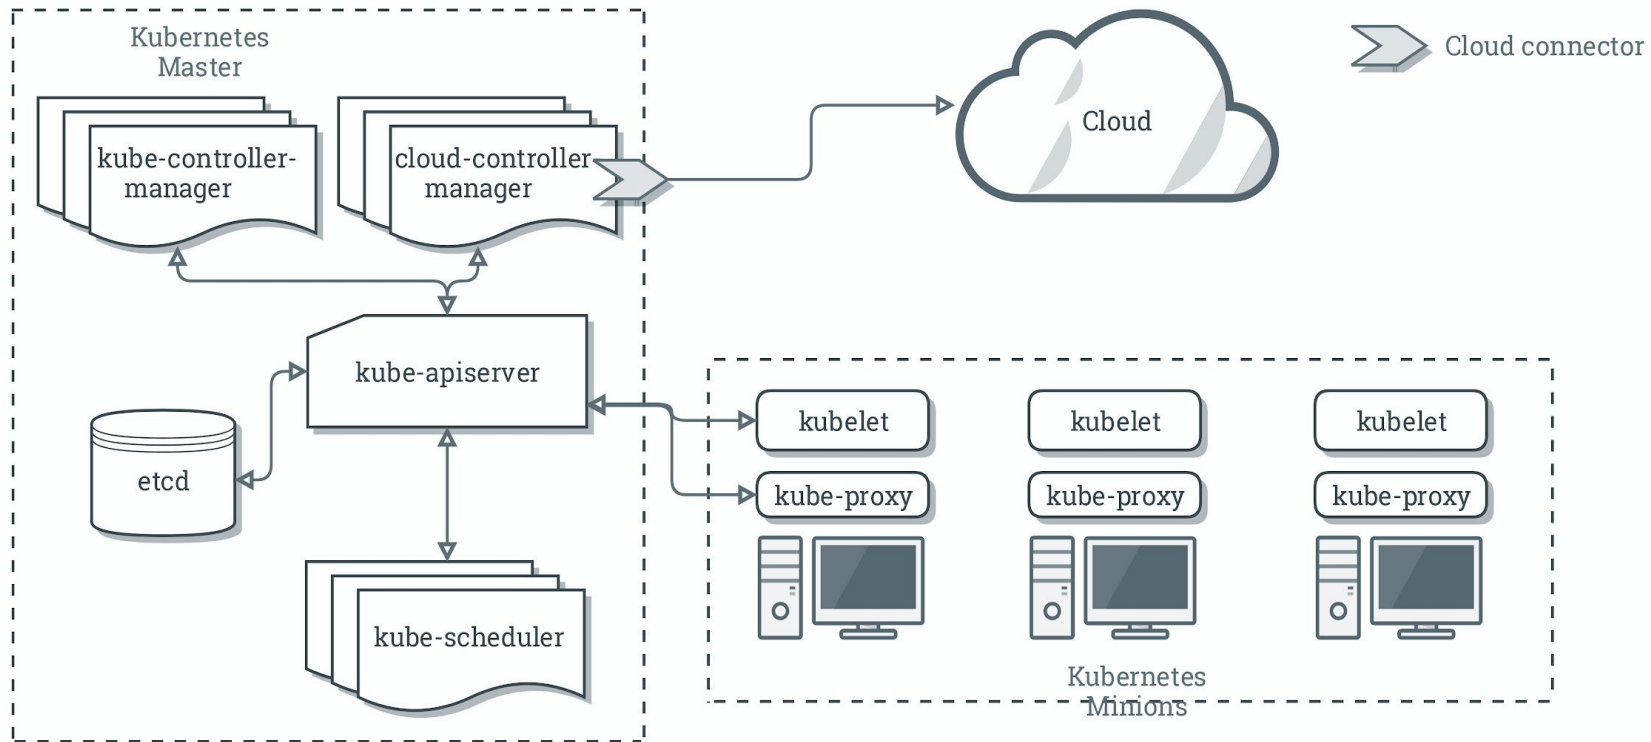 Kubernetes
Master
Cloud connector
Cloud
kube-controller-
manager
cloud-controller
manager
kube-apiserver
etcd
kube-scheduler
kubelet
kubelet
kubelet
kube-proxy
kube-proxy
kube-proxy
Kubernetes
Minions